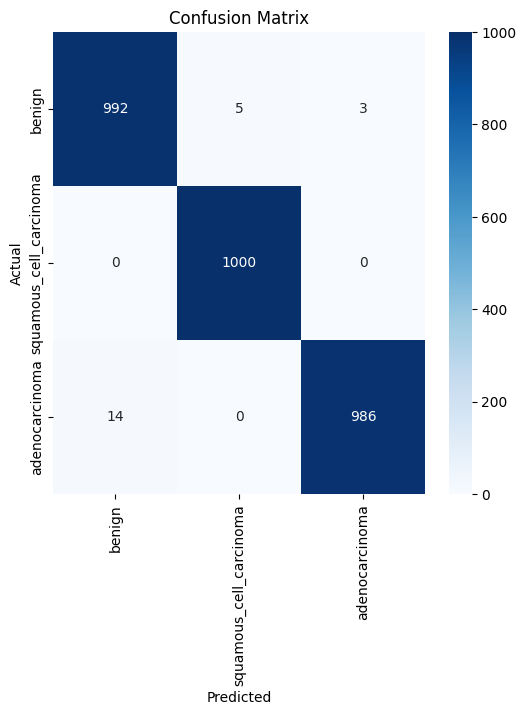 Confusion Matrix
Actual
benign
992 5 3
squamous_cell_carcinoma
0 1000 0
adenocarcinoma
14 0 986
benign
squamous_cell_carcinoma
adenocarcinoma
Predicted
1000
800
600
400
200
0